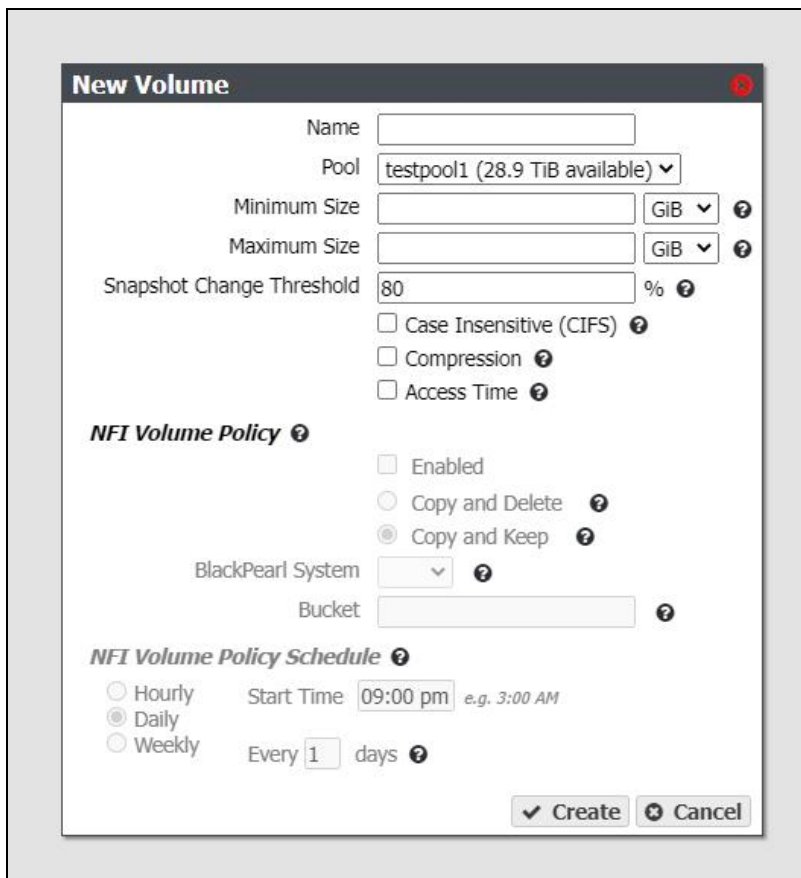 New Volume
Name
Pool testpool1 (28.9 TiB available)
Minimum Size GiB
Maximum Size GiB
Snapshot Change Threshold 80 %
Case Insensitive (CIFS)
Compression
Access Time
NFI Volume Policy
Enabled
Copy and Delete
Copy and Keep
BlackPearl System
Bucket
NFI Volume Policy Schedule
Hourly Start Time 09:00 pm e.g. 3:00 AM
Daily
Weekly Every 1 days
Create Cancel